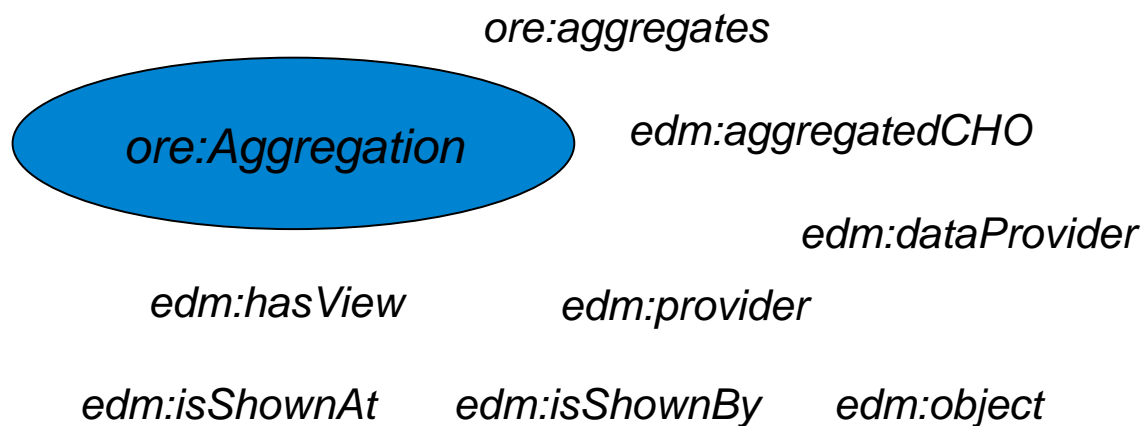 ore:aggregates
ore:Aggregation
edm:aggregatedCHO
edm:dataProvider
edm:hasView
edm:provider
edm:isShownAt
edm:isShownBy
edm:object